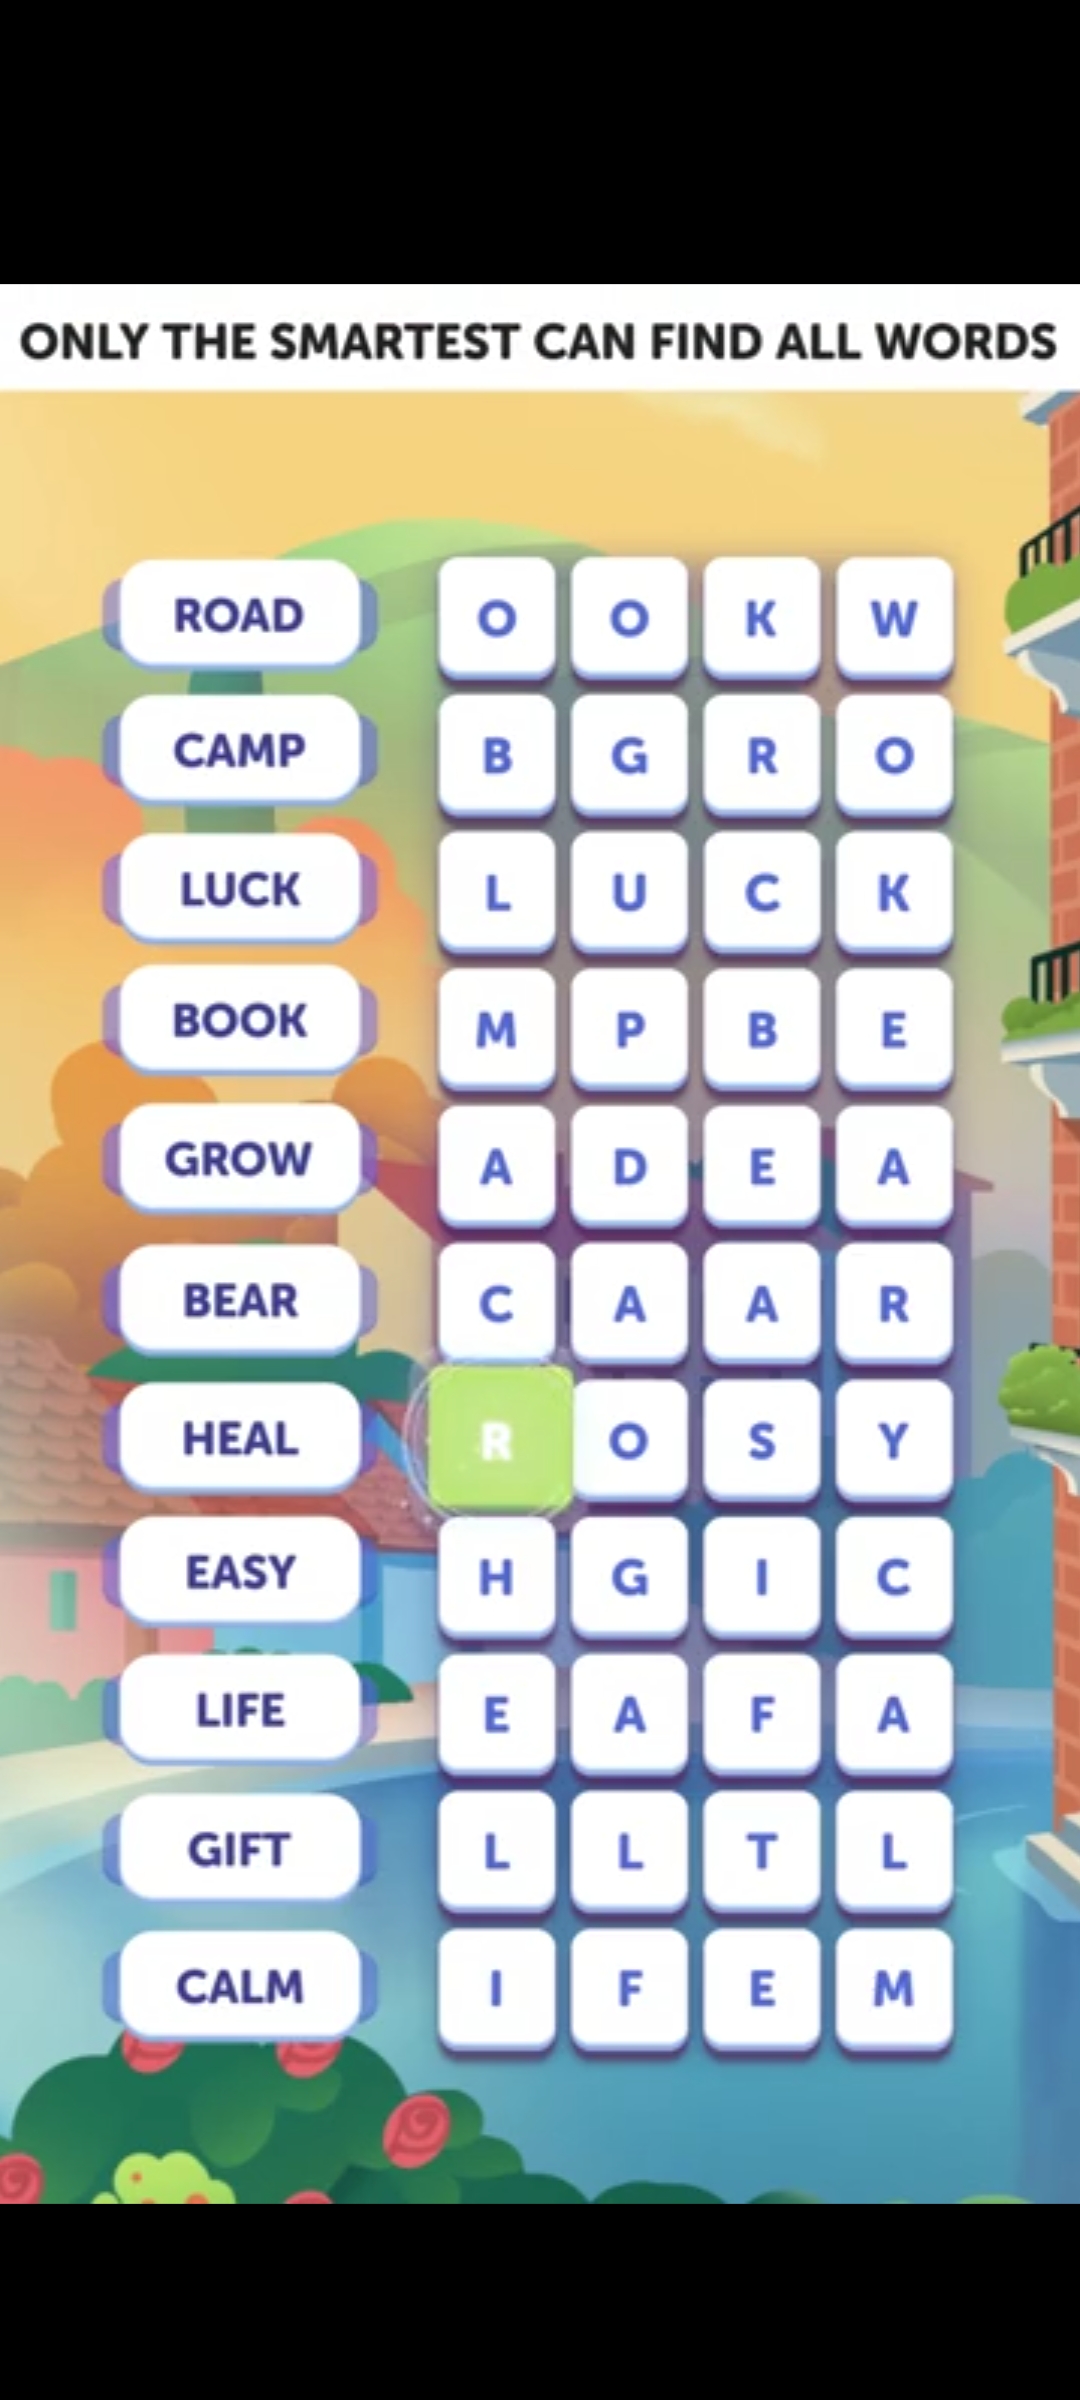 ONLY THE SMARTEST CAN FIND ALL WORDS
ROAD O O K W
CAMP B G R O
LUCK L U C K
BOOK M P B E
GROW A D E A
BEAR C A A R
HEAL R O S Y
EASY H G I C
LIFE E A F A
GIFT L L T L
CALM I F E M